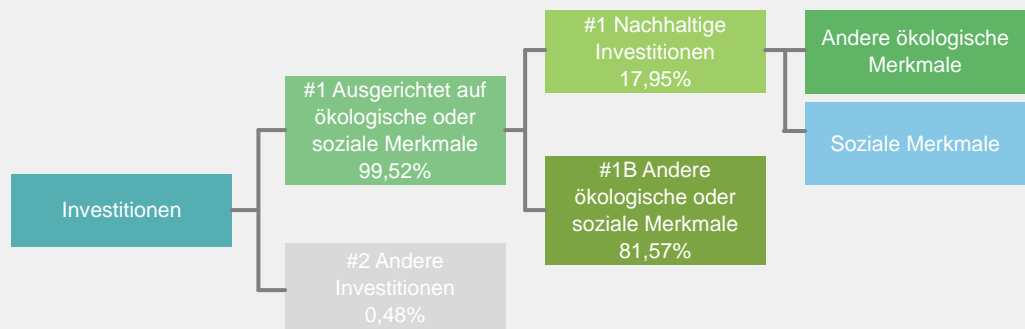 Investitionen
#1 Ausgerichtet auf
ökologische oder
soziale Merkmale
99,52%
#2 Andere
Investitionen
0,48%
#1 Nachhaltige
Investitionen
17,95%
#1B Andere
ökologische oder
soziale Merkmale
81,57%
Andere ökologische
Merkmale
Soziale Merkmale